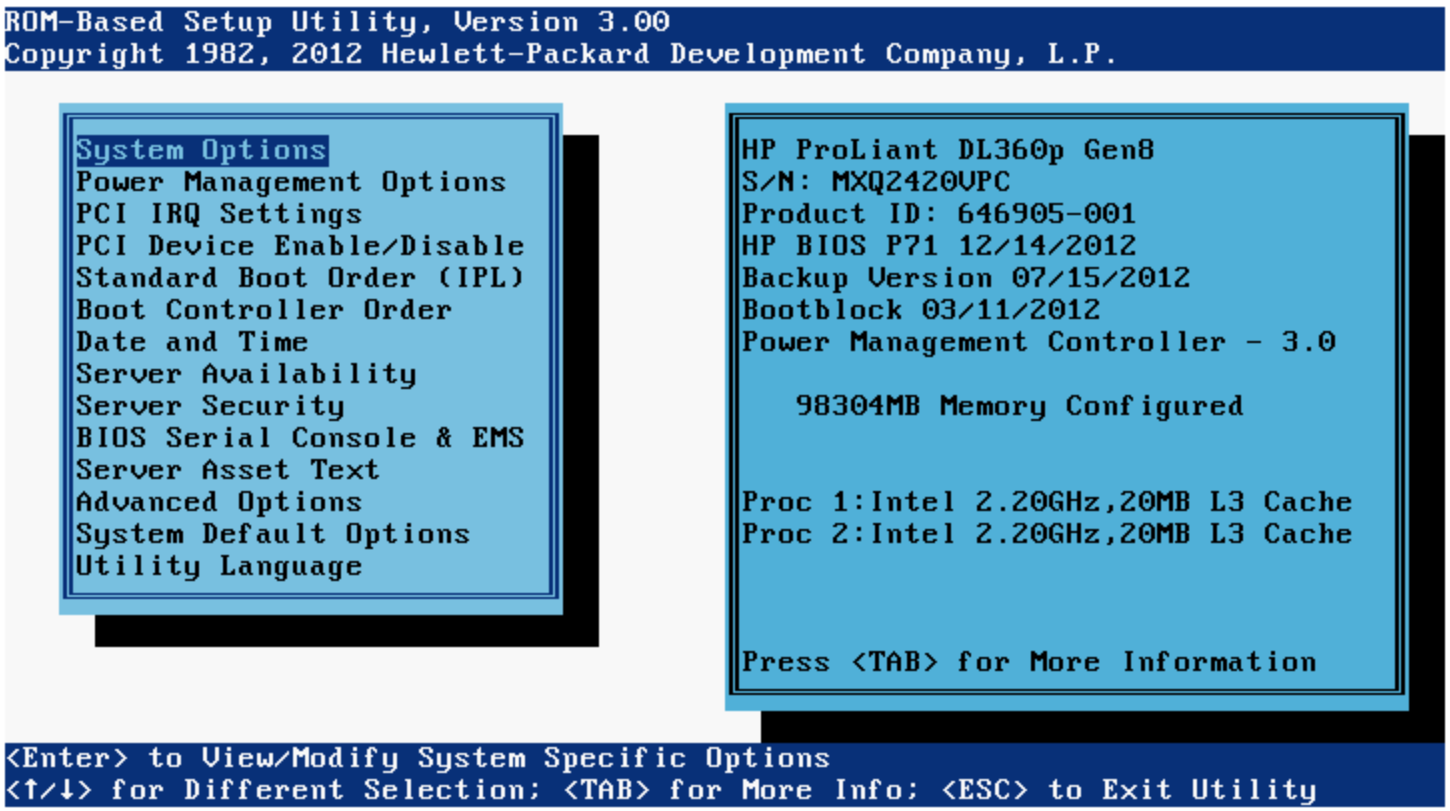 ROM-Based Setup Utility, Version 3.00
Copyright 1982, 2012 Hewlett-Packard Development Company, L.P.
System Options
Power Management Options
PCI IRQ Settings
PCI Device Enable/Disable
Standard Boot Order (IPL)
Boot Controller Order
Date and Time
Server Availability
Server Security
BIOS Serial Console & EMS
Server Asset Text
Advanced Options
System Default Options
Utility Language
HP ProLiant DL360p Gen8
S/N: MXQ2420VPC
Product ID: 646905-001
HP BIOS P71 12/14/2012
Backup Version 07/15/2012
Bootblock 03/11/2012
Power Management Controller - 3.0
98304MB Memory Configured
Proc 1:Intel 2.20GHz,20MB L3 Cache
Proc 2:Intel 2.20GHz,20MB L3 Cache
Press <TAB> for More Information
<Enter> to View/Modify System Specific Options
<↑/↓> for Different Selection; <TAB> for More Info; <ESC> to Exit Utility